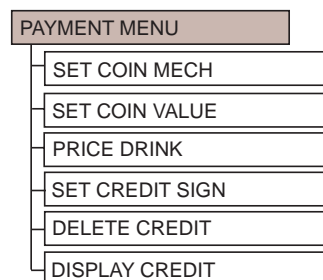 PAYMENT MENU
SET COIN MECH
SET COIN VALUE
PRICE DRINK
SET CREDIT SIGN
DELETE CREDIT
DISPLAY CREDIT